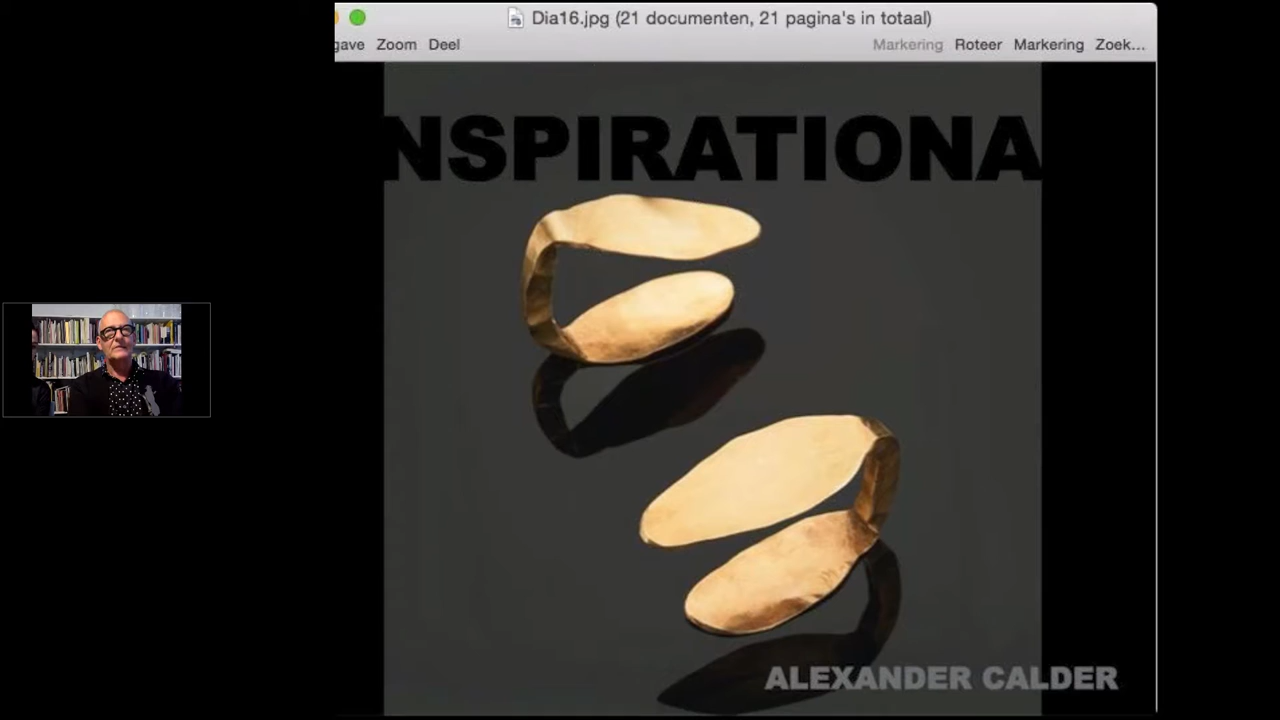 Dia16.jpg (21 documenten, 21 pagina's in totaal)
gave Zoom Deel Markering Roteer Markering Zoek...
NSPIRATIONA
ALEXANDER CALDER